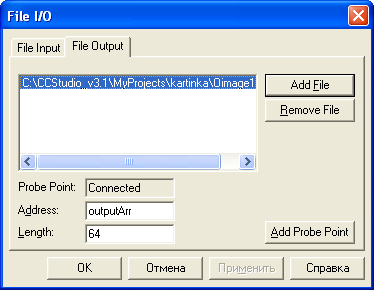 File I/O
File Input File Output
C:\CCStudio_v3.1\MyProjects\kartinka\Oimage1
Add File
Remove File
Probe Point: Connected
Address: outputArr
Length: 64
Add Probe Point
OK Отмена Применить Справка